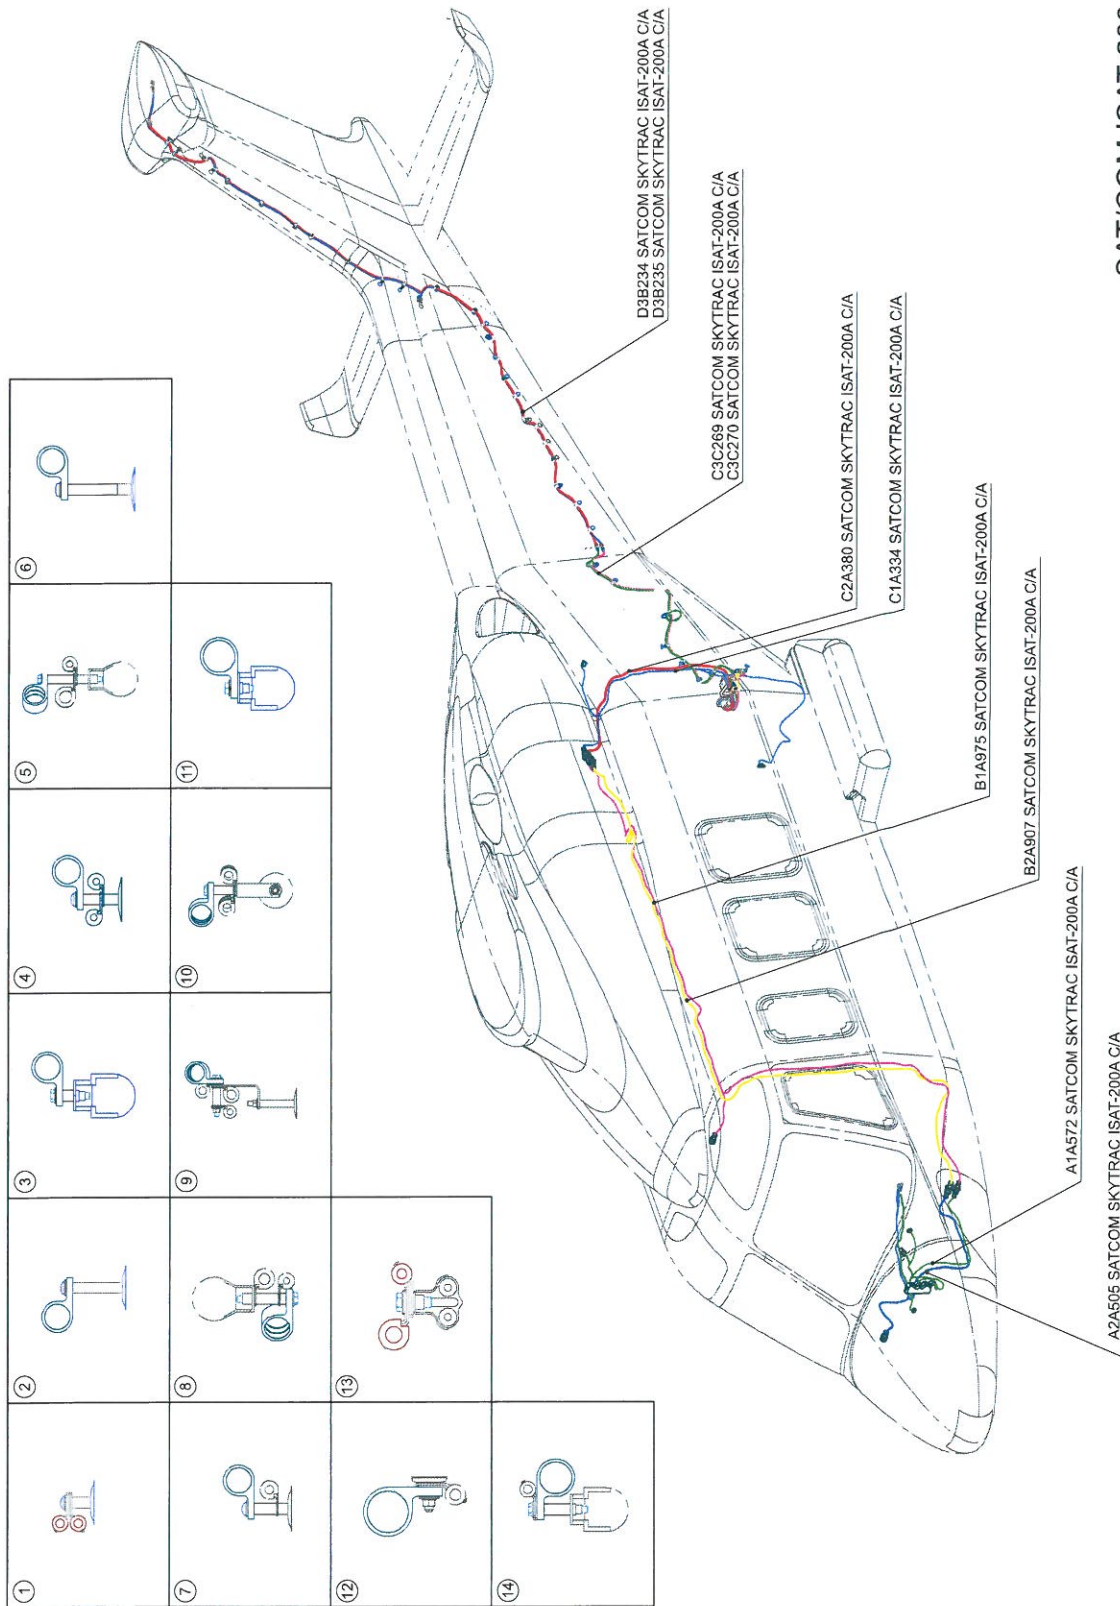 1
2
3
4
5
6
7
8
9
10
11
12
13
14
D3B234 SATCOM SKYTRAC ISAT-200A C/A
D3B235 SATCOM SKYTRAC ISAT-200A C/A
C3C269 SATCOM SKYTRAC ISAT-200A C/A
C3C270 SATCOM SKYTRAC ISAT-200A C/A
C2A380 SATCOM SKYTRAC ISAT-200A C/A
C1A334 SATCOM SKYTRAC ISAT-200A C/A
B1A975 SATCOM SKYTRAC ISAT-200A C/A
B2A907 SATCOM SKYTRAC ISAT-200A C/A
A1A572 SATCOM SKYTRAC ISAT-200A C/A
A2A505 SATCOM SKYTRAC ISAT-200A C/A